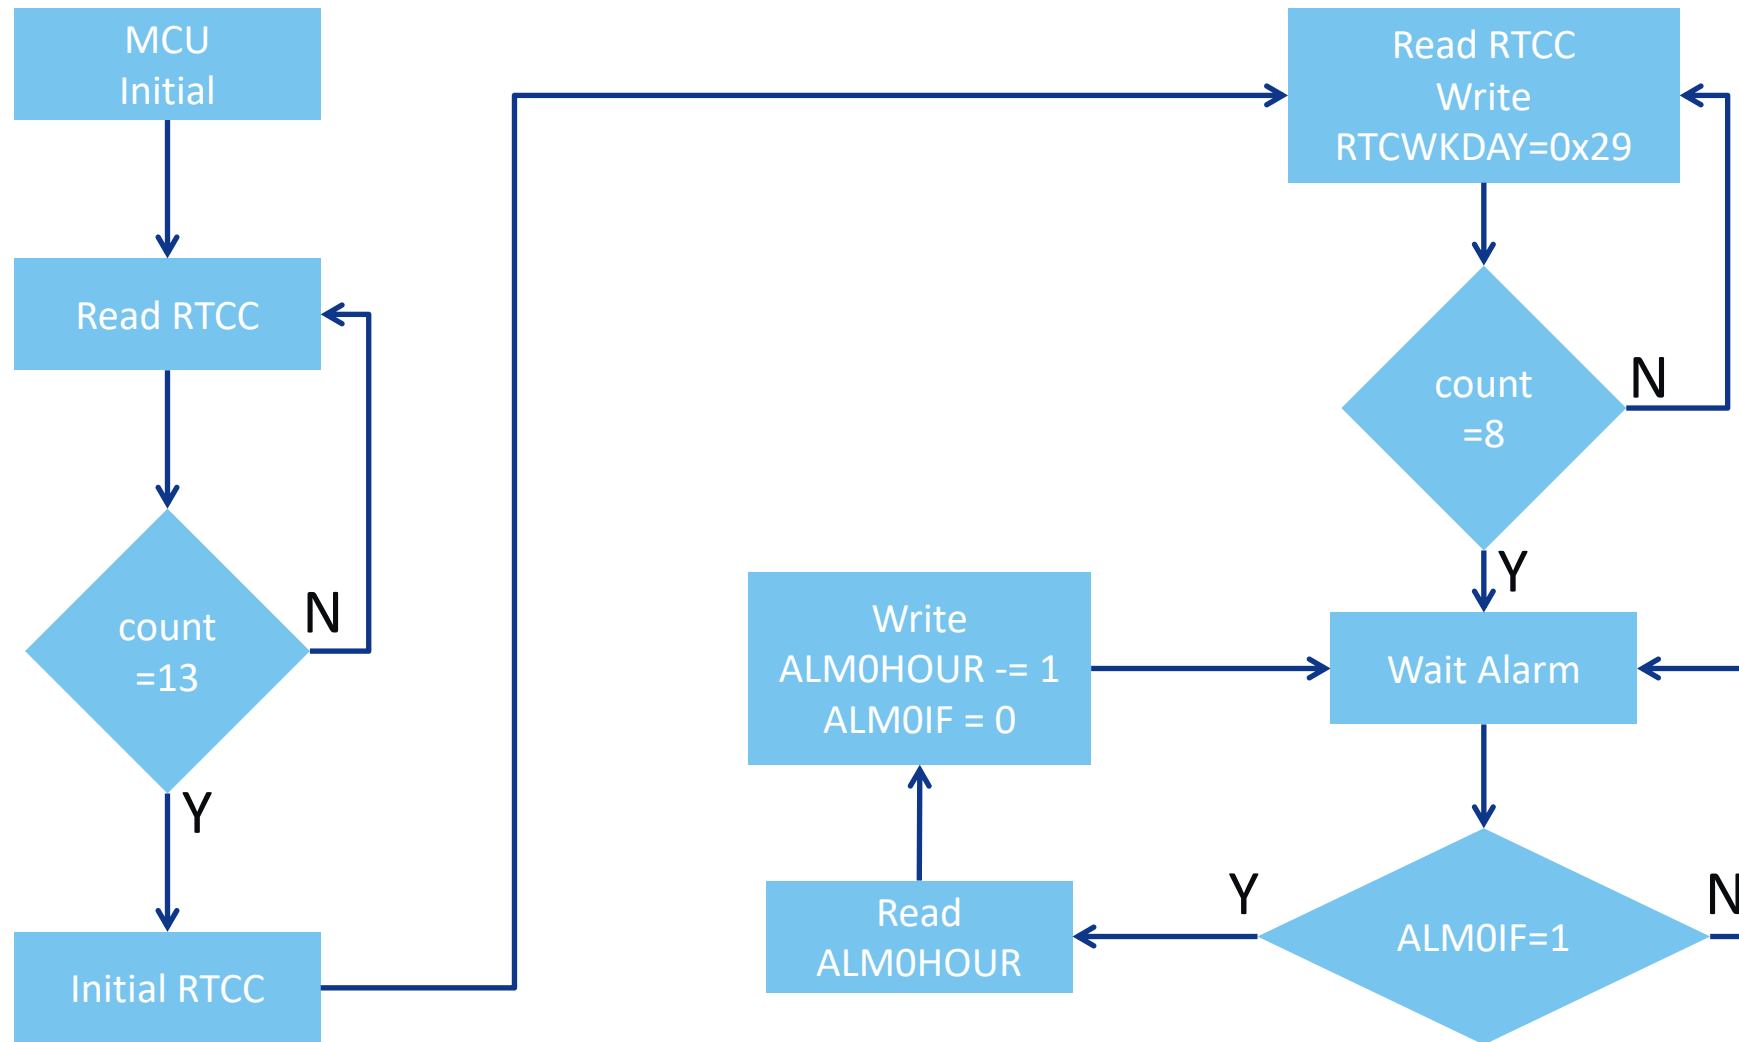 MCU
Initial
Read RTCC
count
=13
N
Y
Initial RTCC
Read RTCC
Write
RTCWKDAY=0x29
count
=8
N
Y
Wait Alarm
ALM0IF=1
Y
N
Read
ALM0HOUR
Write
ALM0HOUR -= 1
ALM0IF = 0